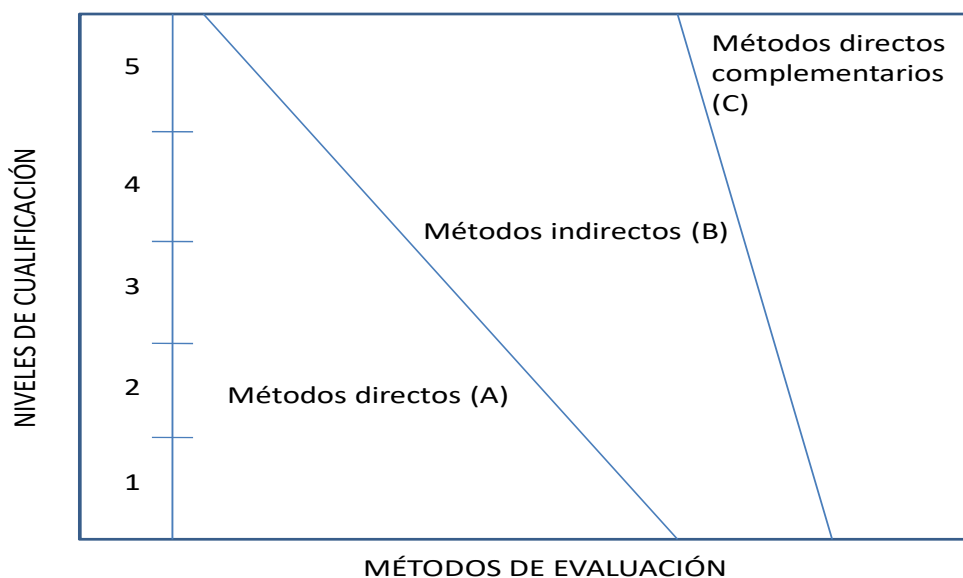 NIVELES DE CUALIFICACIÓN
5
4
3
2
1
Métodos directos
complementarios
(C)
Métodos indirectos (B)
Métodos directos (A)
MÉTODOS DE EVALUACIÓN